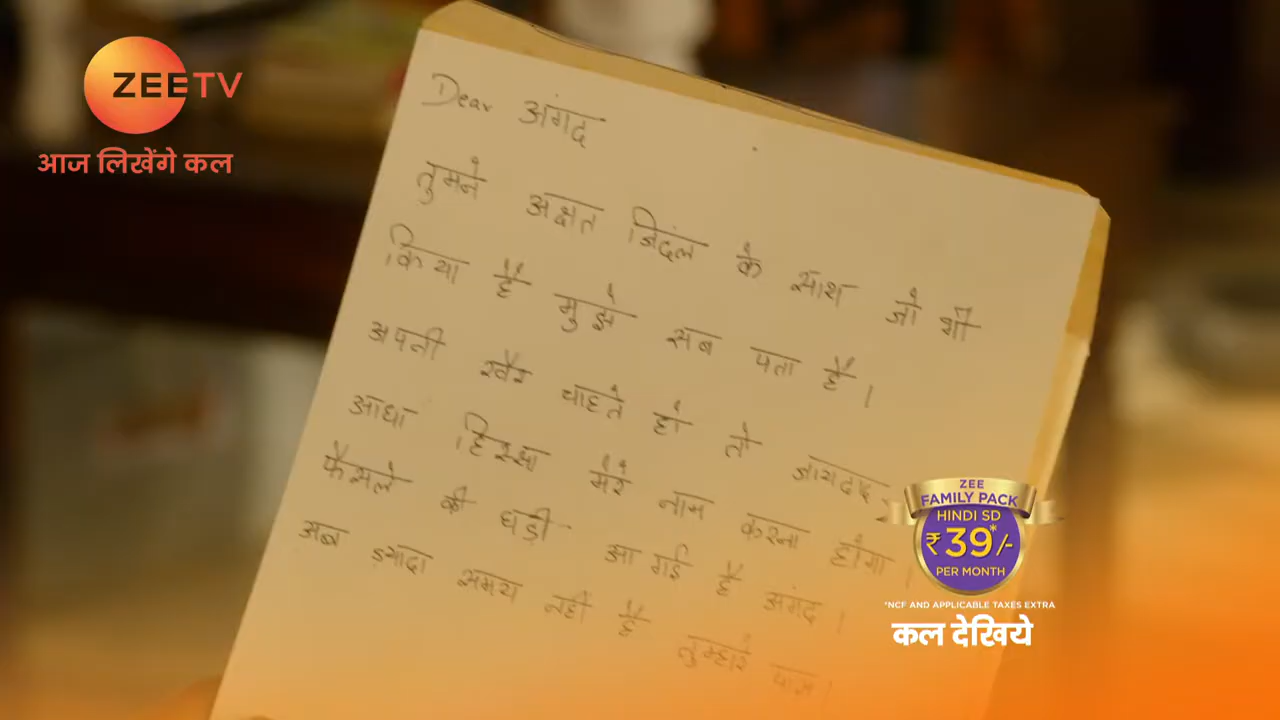 ZEE TV
आज लिखेंगे कल
Dear अंगद
तुमने अक्षत जिदंल के साथ जो भी
किया है मुझे सब पता है।
अपनी खैर चाहते हो तो जायदाद
आधा हिस्सा मेरे नाम करना होगा।
फैसले की घड़ी आ गई है अंगद।
अब ज़्यादा समय नहीं है तुम्हारे पास।
ZEE
FAMILY PACK
HINDI SD
₹39*/-
PER MONTH
*NCF AND APPLICABLE TAXES EXTRA
कल देखिये